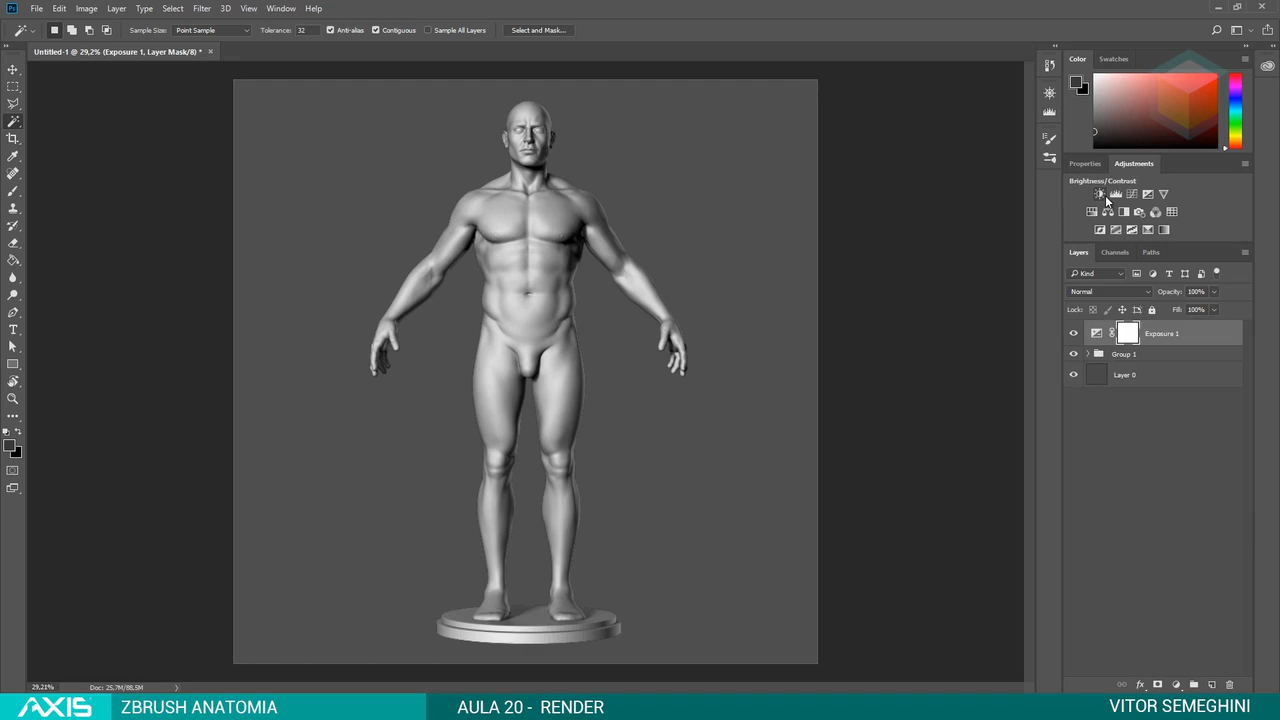 Ps File Edit Image Layer Type Select Filter 3D View Window Help
Sample Size: Point Sample Tolerance: 32 Anti-alias Contiguous Sample All Layers Select and Mask...
Untitled-1 @ 29,2% (Exposure 1, Layer Mask/8) *
Color Swatches
Properties Adjustments
Brightness/Contrast
Layers Channels Paths
Kind
Normal Opacity: 100%
Lock: Fill: 100%
Exposure 1
Group 1
Layer 0
29,21% Doc: 25,7M/88,5M
AXIS ZBRUSH ANATOMIA AULA 20 - RENDER VITOR SEMEGHINI